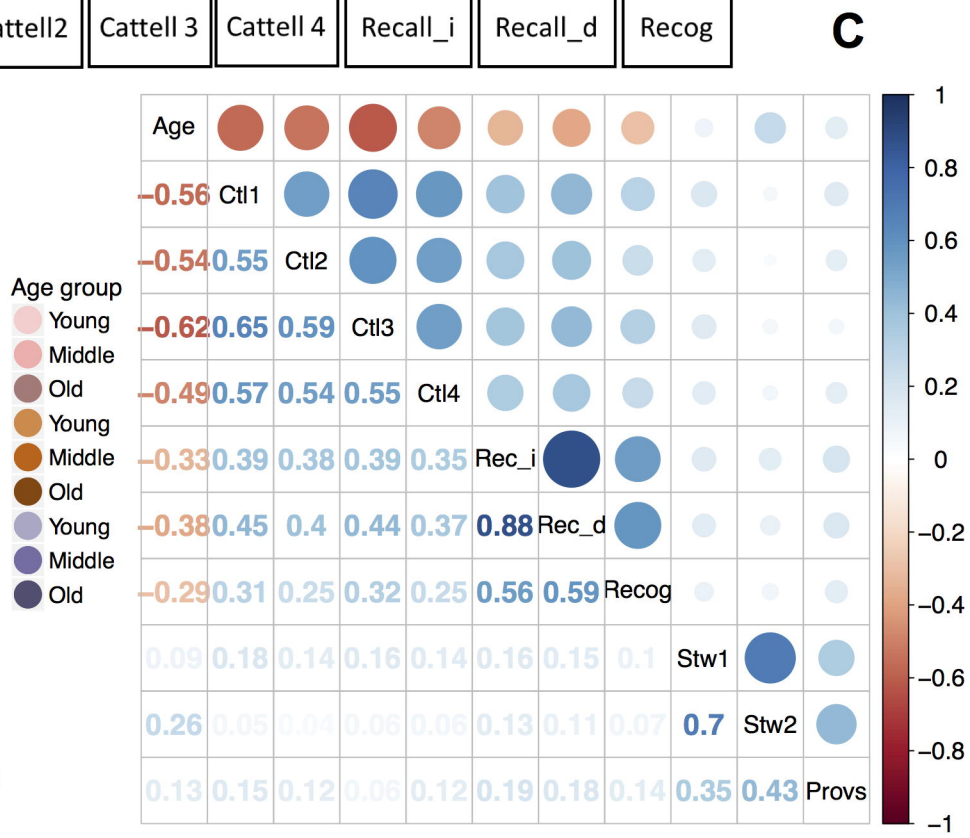 attell2 Cattell 3 Cattell 4 Recall_i Recall_d Recog
C
Age group
Young
Middle
Old
Young
Middle
Old
Young
Middle
Old
Age
−0.56 Ctl1
−0.54 0.55 Ctl2
−0.62 0.65 0.59 Ctl3
−0.49 0.57 0.54 0.55 Ctl4
−0.33 0.39 0.38 0.39 0.35 Rec_i
−0.38 0.45 0.4 0.44 0.37 0.88 Rec_d
−0.29 0.31 0.25 0.32 0.25 0.56 0.59 Recog
0.09 0.18 0.14 0.16 0.14 0.16 0.15 0.1 Stw1
0.26 0.05 0.04 0.06 0.06 0.13 0.11 0.07 0.7 Stw2
0.13 0.15 0.12 0.06 0.12 0.19 0.18 0.14 0.35 0.43 Provs
1
0.8
0.6
0.4
0.2
0
−0.2
−0.4
−0.6
−0.8
−1